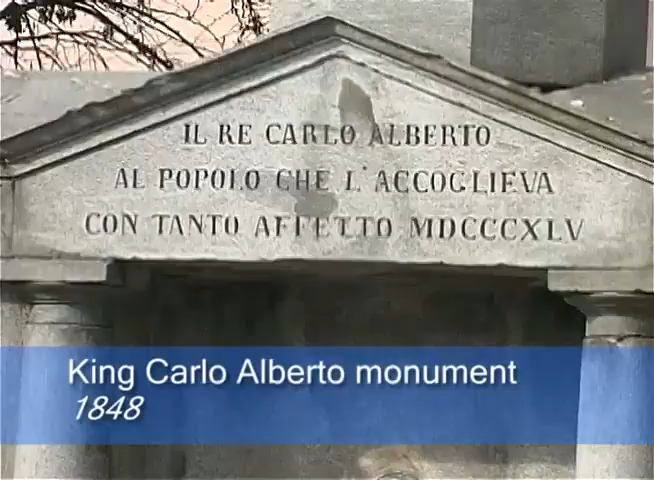 IL RE CARLO ALBERTO
AL POPOLO CHE L'ACCOGLIEVA
CON TANTO AFFETTO MDCCCXLV
King Carlo Alberto monument
1848